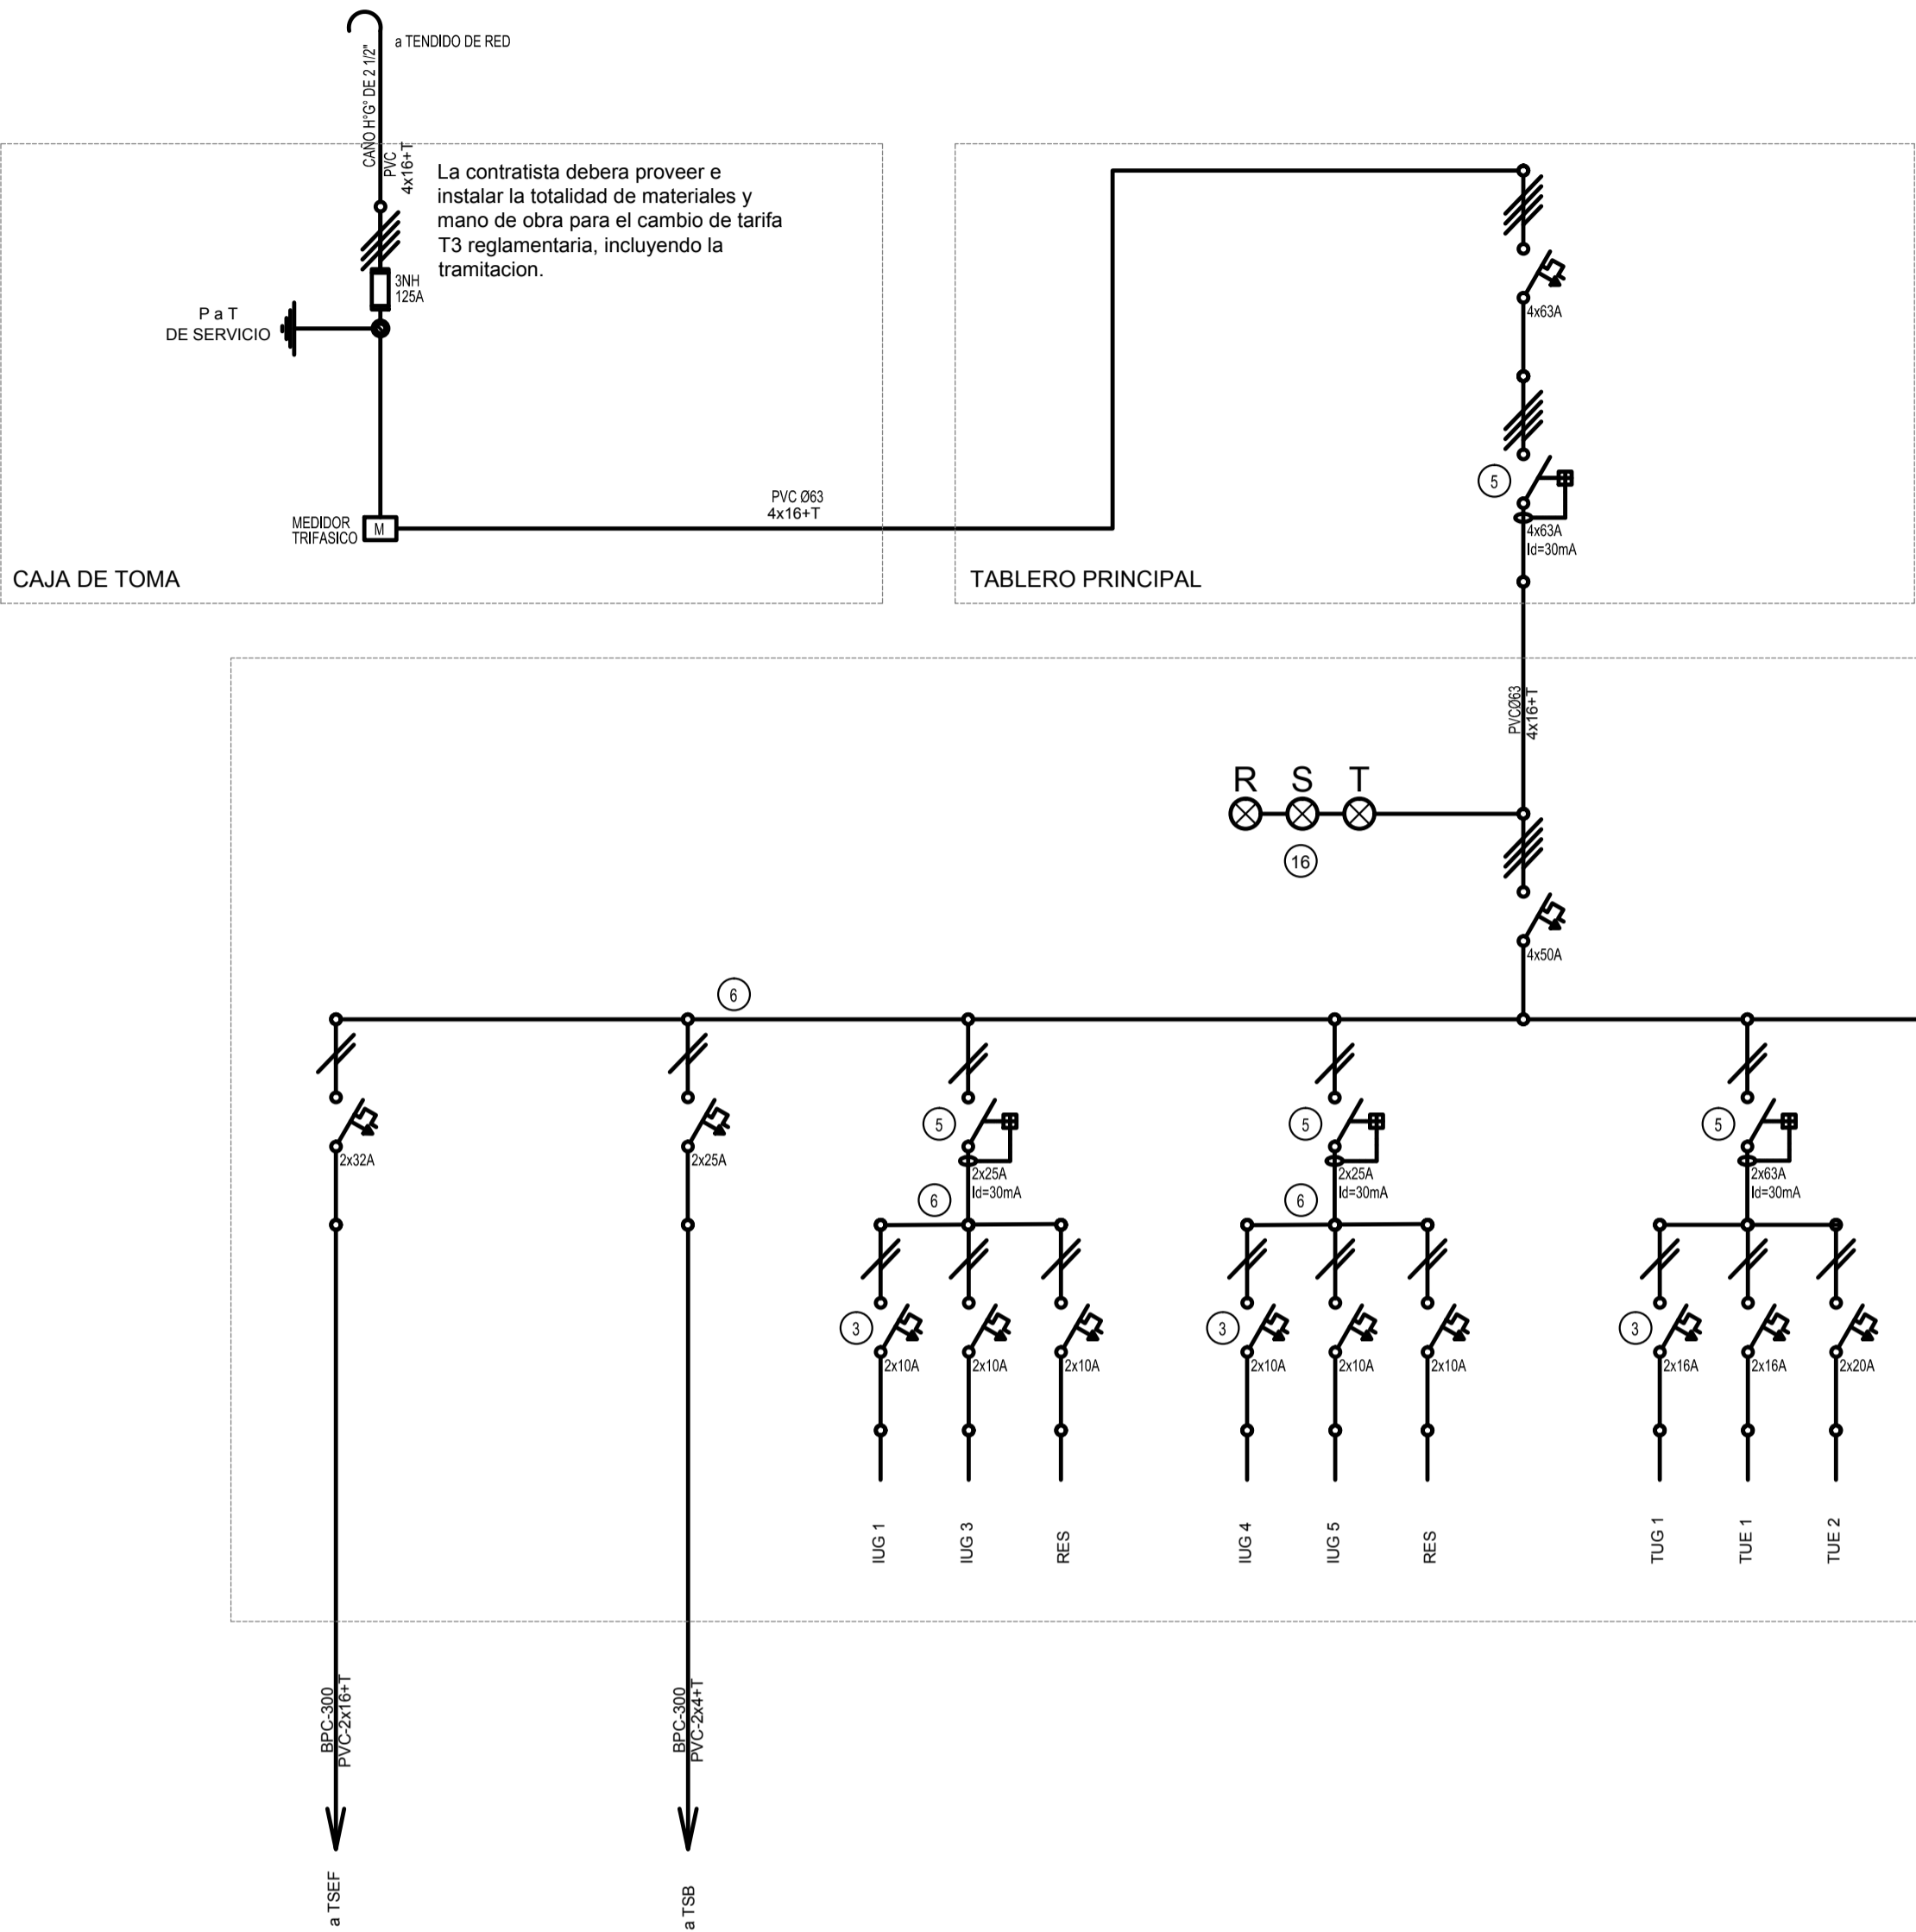 a TENDIDO DE RED
CAÑO HºGº DE 2 1/2"
PVC
4x16+T
La contratista debera proveer e
instalar la totalidad de materiales y
mano de obra para el cambio de tarifa
T3 reglamentaria, incluyendo la
tramitacion.
3NH
125A
P a T
DE SERVICIO
MEDIDOR
TRIFASICO
M
PVC Ø63
4x16+T
CAJA DE TOMA
4x63A
5
4x63A
Id=30mA
TABLERO PRINCIPAL
PVCØ63
4x16+T
R S T
16
4x50A
6
2x32A
2x25A
5
2x25A
Id=30mA
5
2x25A
Id=30mA
5
2x63A
Id=30mA
6
6
3
2x10A
2x10A
2x10A
3
2x10A
2x10A
2x10A
3
2x16A
2x16A
2x20A
IUG 1
IUG 3
RES
IUG 4
IUG 5
RES
TUG 1
TUE 1
TUE 2
BPC-300
PVC-2x16+T
BPC-300
PVC-2x4+T
a TSEF
a TSB